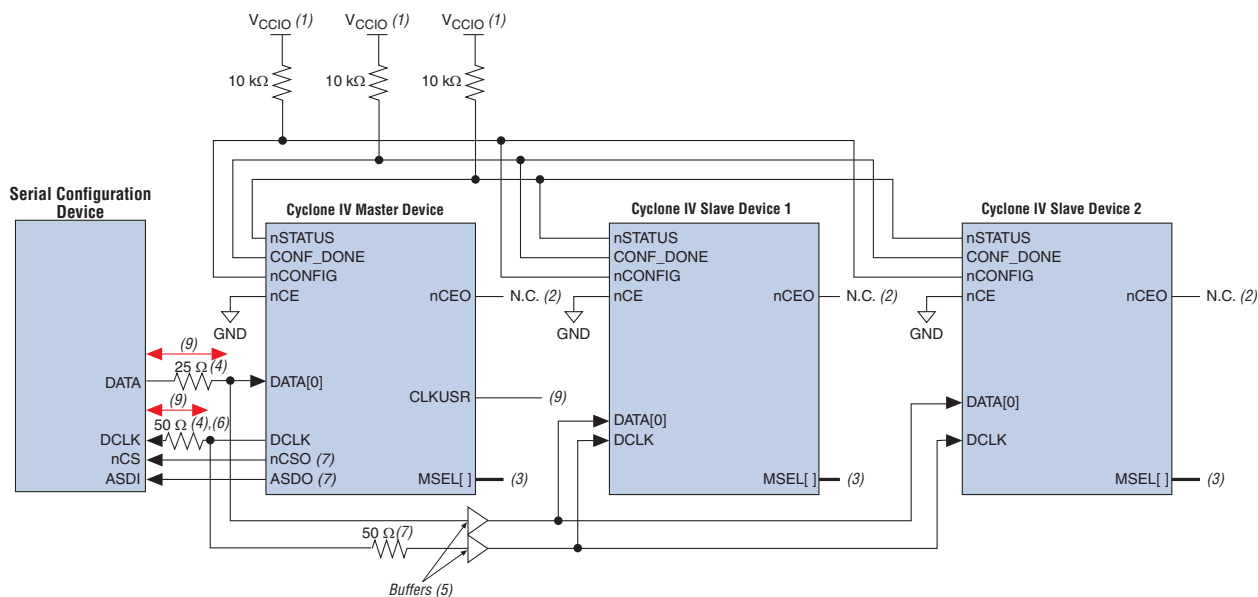 VCCIO (1)
VCCIO (1)
VCCIO (1)
10 kΩ
10 kΩ
10 kΩ
Serial Configuration
Device
DATA
DCLK
nCS
ASDI
(9)
25 Ω (4)
(9)
50 Ω (4),(6)
Cyclone IV Master Device
nSTATUS
CONF_DONE
nCONFIG
nCE
GND
nCEO
N.C. (2)
DATA[0]
CLKUSR
(9)
DCLK
nCSO (7)
ASDO (7)
MSEL[ ]
(3)
Cyclone IV Slave Device 1
nSTATUS
CONF_DONE
nCONFIG
nCE
GND
nCEO
N.C. (2)
DATA[0]
DCLK
MSEL[ ]
(3)
Cyclone IV Slave Device 2
nSTATUS
CONF_DONE
nCONFIG
nCE
GND
nCEO
N.C. (2)
DATA[0]
DCLK
MSEL[ ]
(3)
50 Ω (7)
Buffers (5)